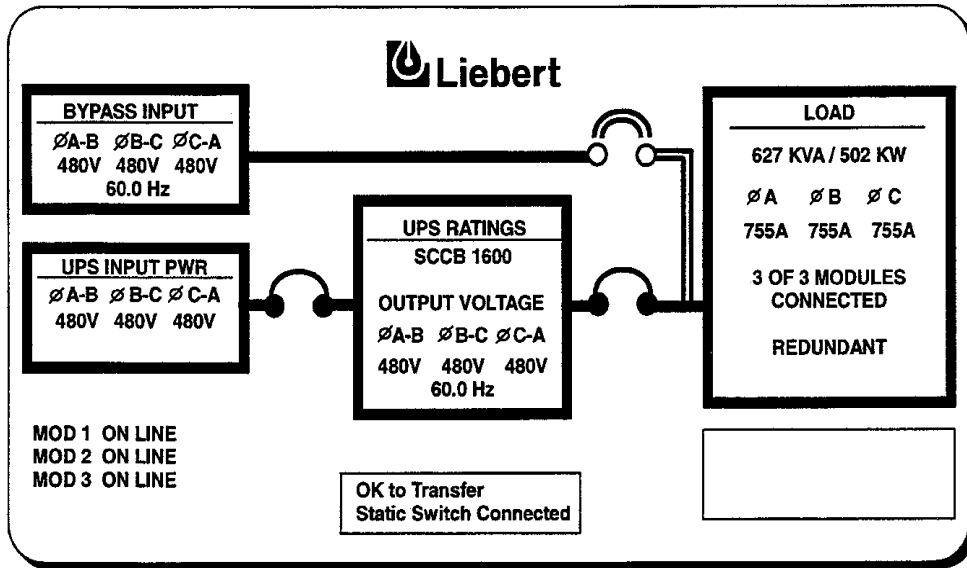 Liebert
BYPASS INPUT
ØA-B ØB-C ØC-A
480V 480V 480V
60.0 Hz
UPS INPUT PWR
ØA-B ØB-C ØC-A
480V 480V 480V
UPS RATINGS
SCCB 1600
OUTPUT VOLTAGE
ØA-B ØB-C ØC-A
480V 480V 480V
60.0 Hz
LOAD
627 KVA / 502 KW
ØA ØB ØC
755A 755A 755A
3 OF 3 MODULES
CONNECTED
REDUNDANT
MOD 1 ON LINE
MOD 2 ON LINE
MOD 3 ON LINE
OK to Transfer
Static Switch Connected